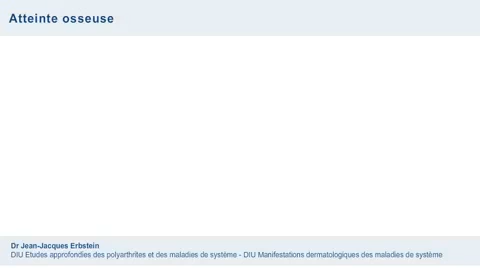 Atteinte osseuse
Dr Jean-Jacques Erbstein
DIU Etudes approfondies des polyarthrites et des maladies de système - DIU Manifestations dermatologiques des maladies de système